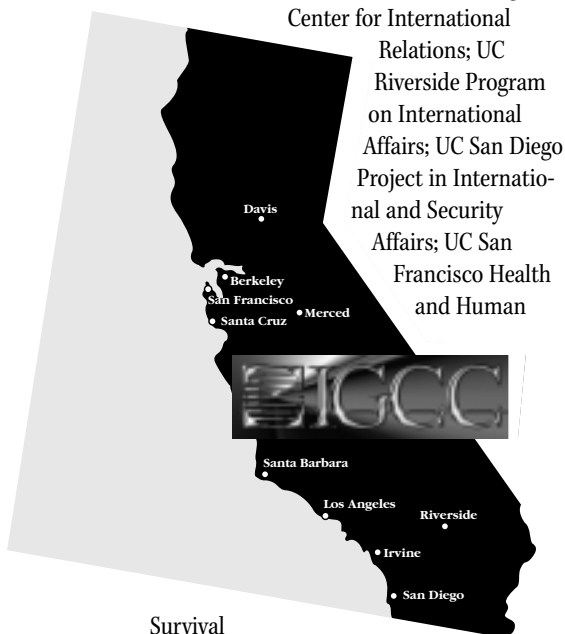 Center for International
Relations; UC
Riverside Program
on International
Affairs; UC San Diego
Project in Internatio-
nal and Security
Affairs; UC San
Francisco Health
and Human
Davis
Berkeley
San Francisco
Merced
Santa Cruz
IGCC
Santa Barbara
Los Angeles
Riverside
Irvine
San Diego
Survival